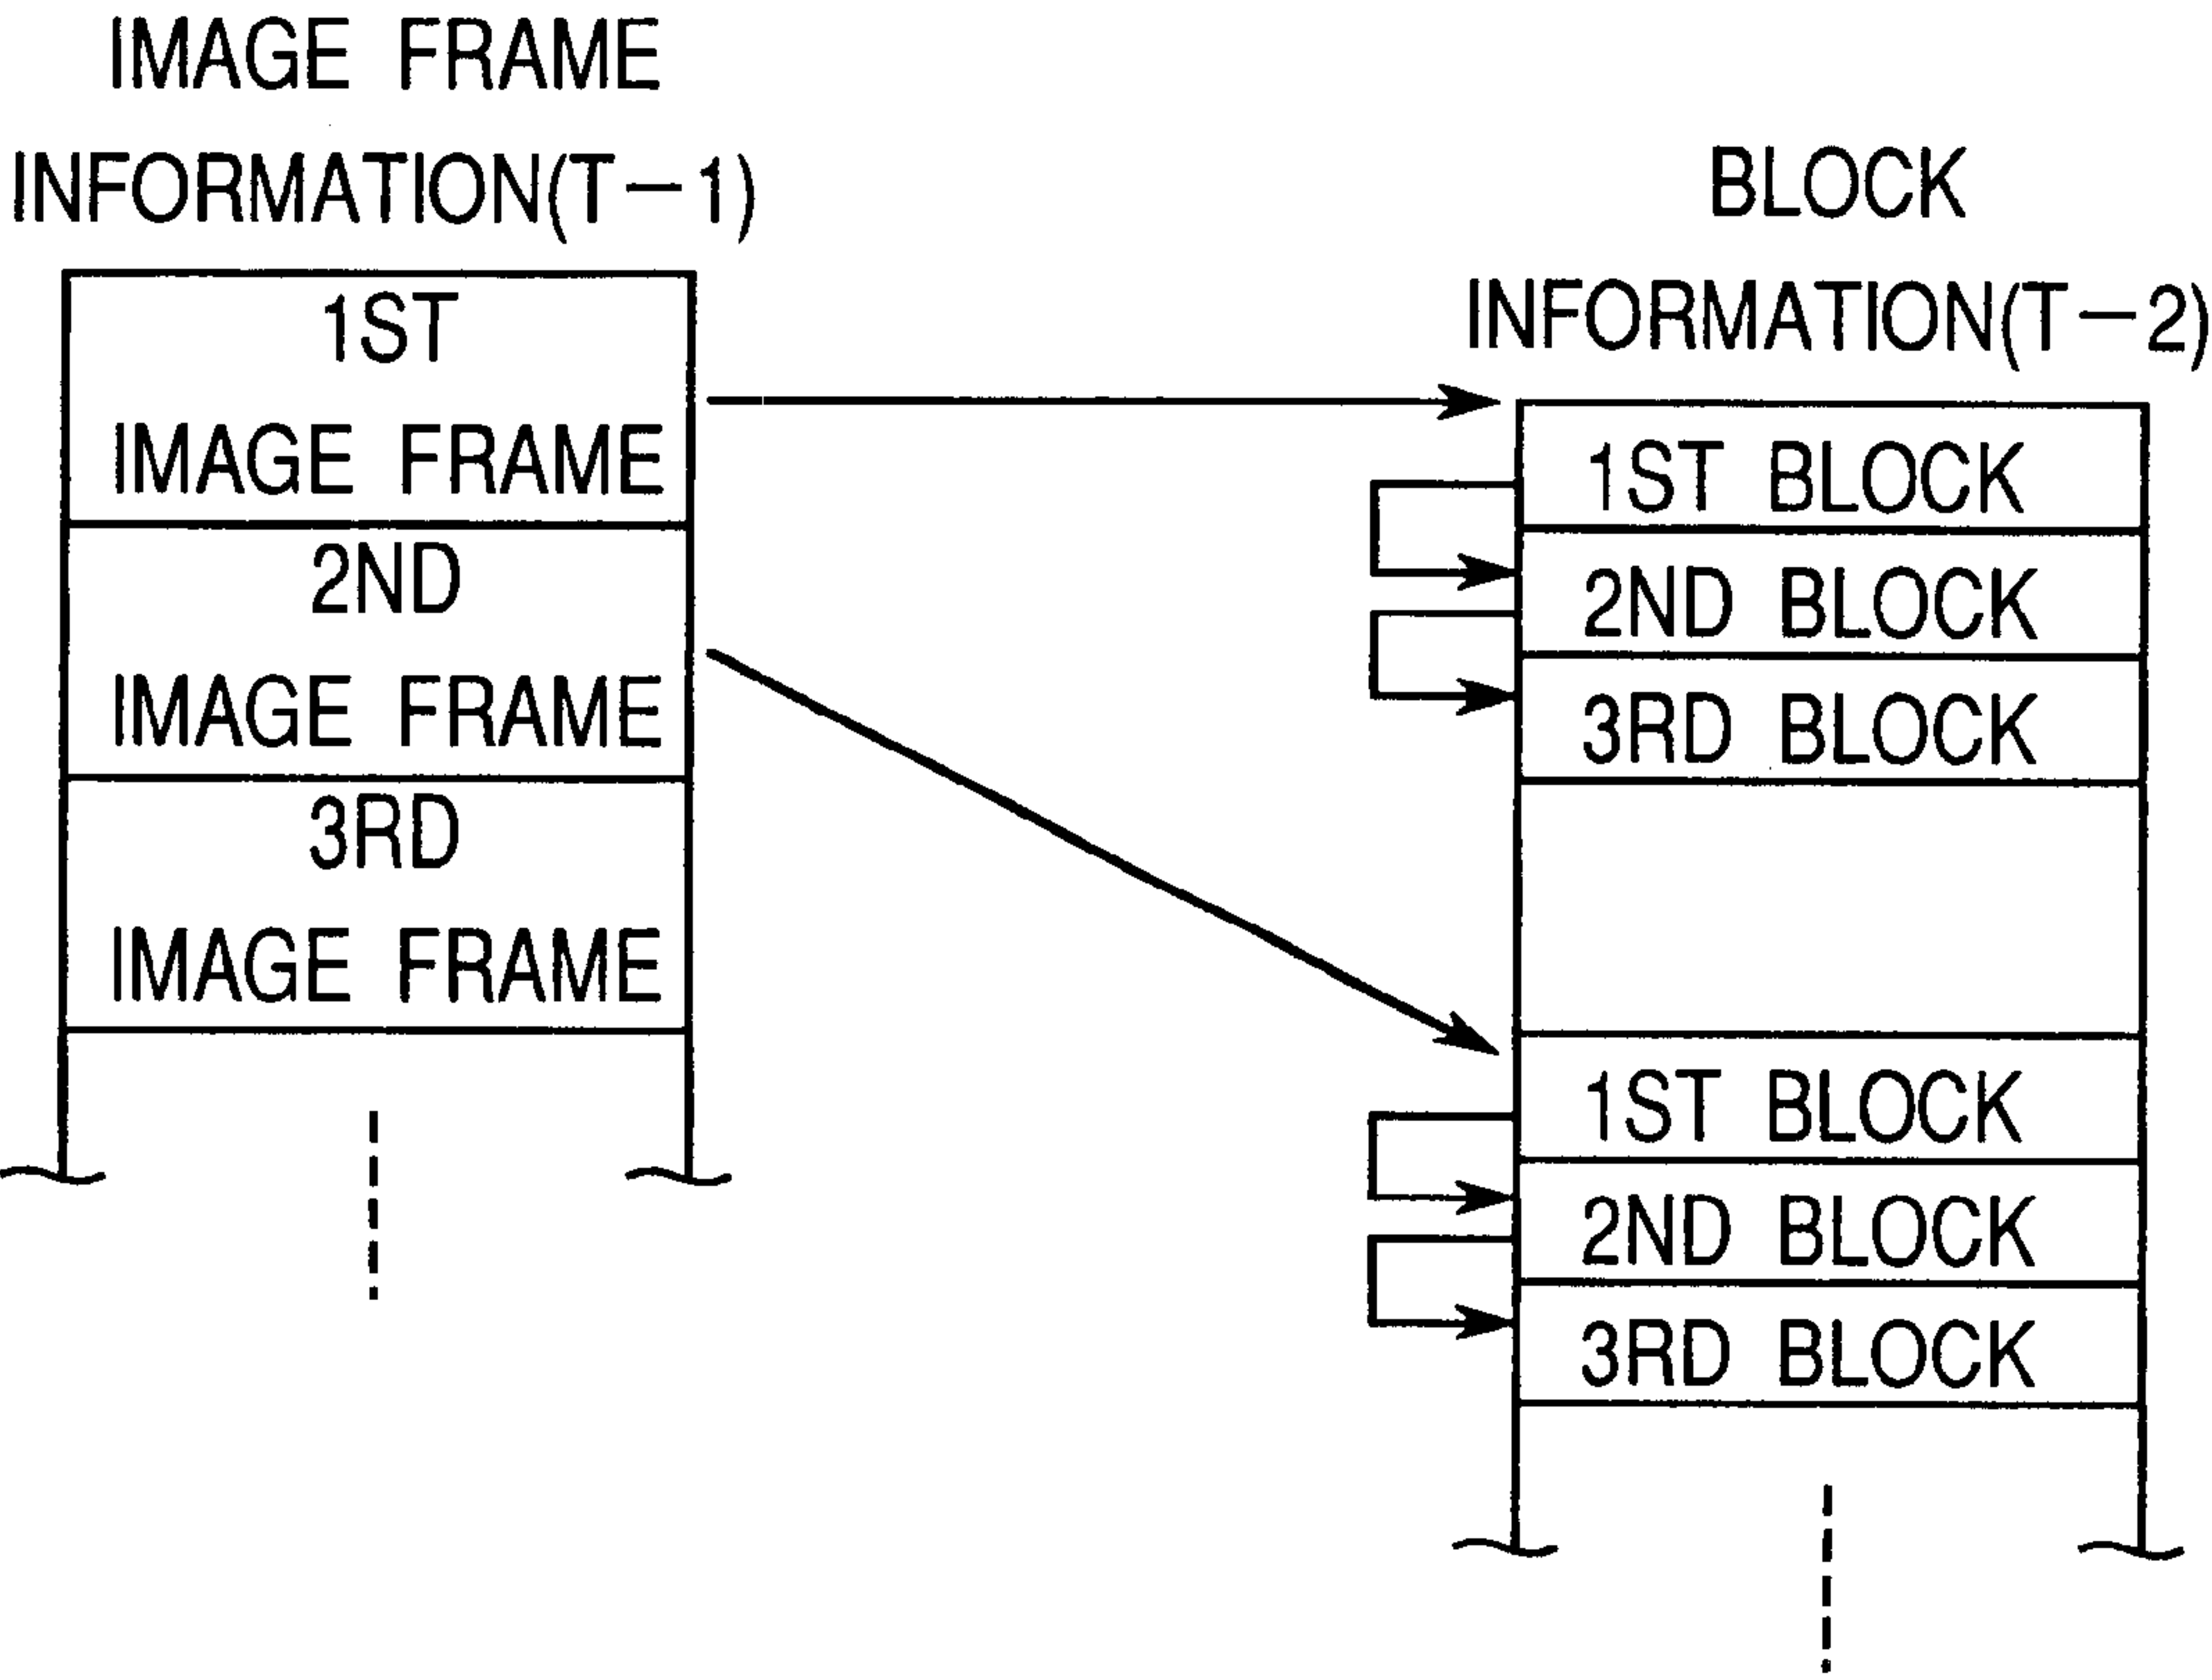 IMAGE FRAME
INFORMATION(T-1)
1ST
IMAGE FRAME
2ND
IMAGE FRAME
3RD
IMAGE FRAME
BLOCK
INFORMATION(T-2)
1ST BLOCK
2ND BLOCK
3RD BLOCK
1ST BLOCK
2ND BLOCK
3RD BLOCK